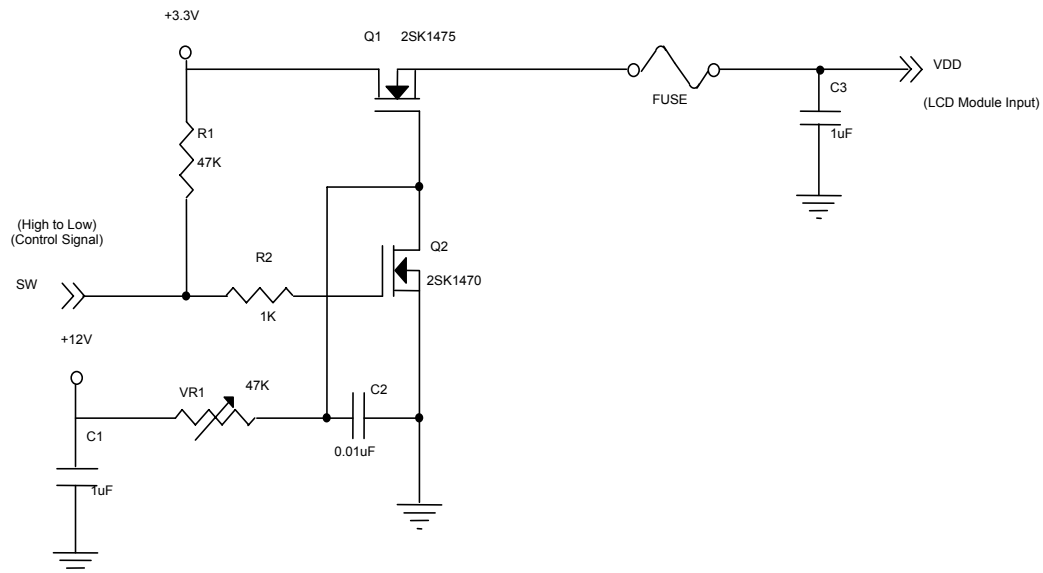 +3.3V
Q1 2SK1475
VDD
FUSE
C3
(LCD Module Input)
1uF
R1
47K
(High to Low)
(Control Signal)
R2
Q2
SW
2SK1470
1K
+12V
VR1
47K
C2
C1
0.01uF
1uF